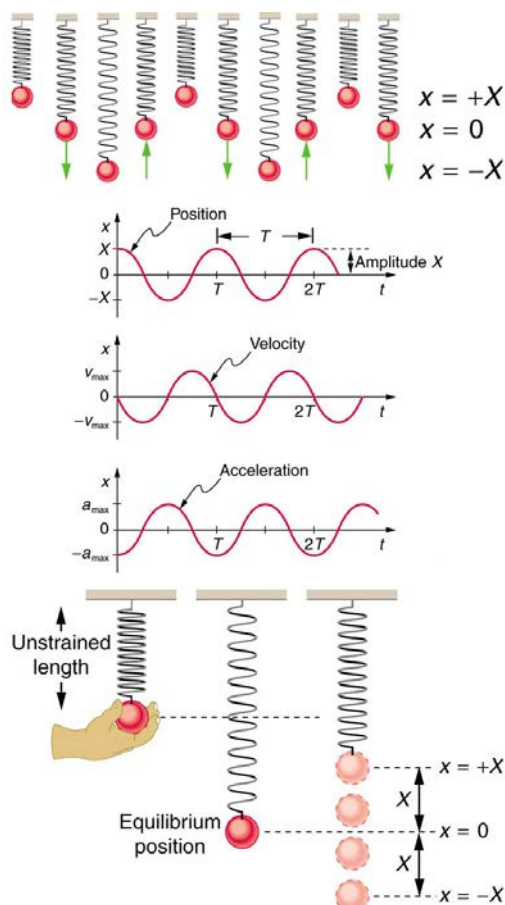 x = +X
x = 0
x = −X
x
Position
X
T
Amplitude X
0
−X
T
2T
t
x
Velocity
vmax
0
T
2T
t
−vmax
x
Acceleration
amax
0
T
2T
t
−amax
Unstrained
length
x = +X
X
Equilibrium
position
x = 0
X
x = −X